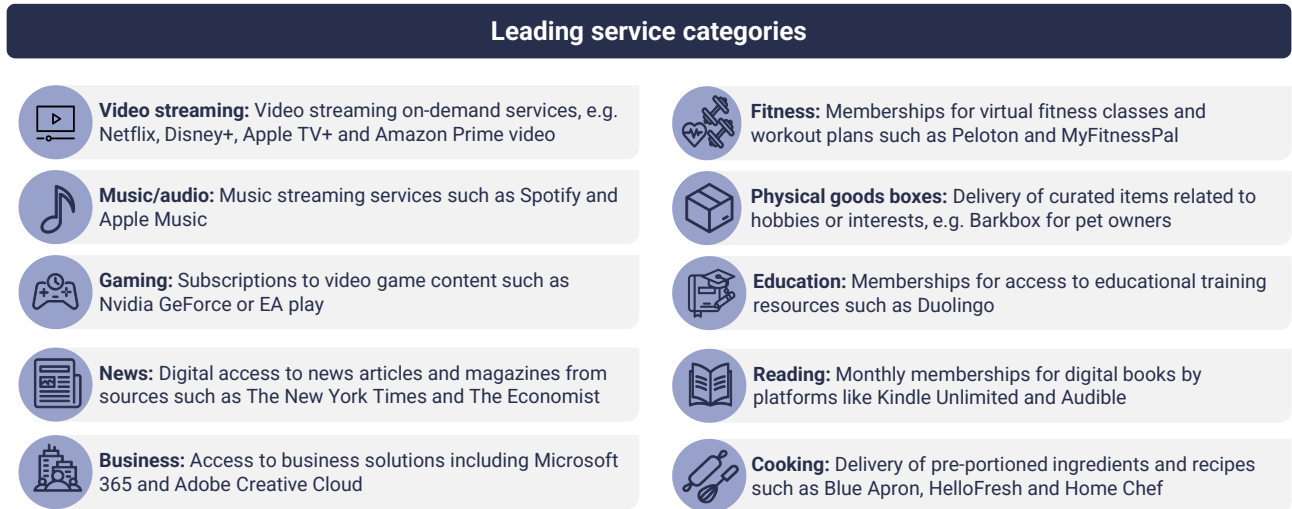 Leading service categories
Video streaming: Video streaming on-demand services, e.g.
Netflix, Disney+, Apple TV+ and Amazon Prime video
Music/audio: Music streaming services such as Spotify and
Apple Music
Gaming: Subscriptions to video game content such as
Nvidia GeForce or EA play
News: Digital access to news articles and magazines from
sources such as The New York Times and The Economist
Business: Access to business solutions including Microsoft
365 and Adobe Creative Cloud
Fitness: Memberships for virtual fitness classes and
workout plans such as Peloton and MyFitnessPal
Physical goods boxes: Delivery of curated items related to
hobbies or interests, e.g. Barkbox for pet owners
Education: Memberships for access to educational training
resources such as Duolingo
Reading: Monthly memberships for digital books by
platforms like Kindle Unlimited and Audible
Cooking: Delivery of pre-portioned ingredients and recipes
such as Blue Apron, HelloFresh and Home Chef